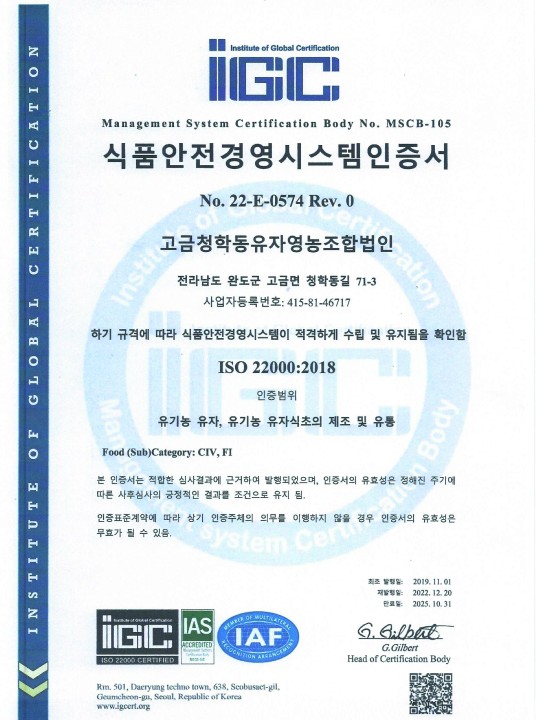 INSTITUTE OF GLOBAL CERTIFICATION
Institute of Global Certification
iGC
Management System Certification Body No. MSCB-105
식품안전경영시스템인증서
No. 22-E-0574 Rev. 0
고금청학동유자영농조합법인
전라남도 완도군 고금면 청학동길 71-3
사업자등록번호: 415-81-46717
하기 규격에 따라 식품안전경영시스템이 적격하게 수립 및 유지됨을 확인함
ISO 22000:2018
인증범위
유기농 유자, 유기농 유자식초의 제조 및 유통
Food (Sub)Category: CIV, FI
본 인증서는 적합한 심사결과에 근거하여 발행되었으며, 인증서의 유효성은 정해진 주기에
따른 사후심사의 긍정적인 결과를 조건으로 유지 됨.
인증표준계약에 따라 상기 인증주체의 의무를 이행하지 않을 경우 인증서의 유효성은
무효가 될 수 있음.
Institute of Global Certification
iGC
Management System Certification Body
최초 발행일: 2019. 11. 01
재발행일: 2022. 12. 20
만료일: 2025. 10. 31
G. Gilbert
G.Gilbert
Head of Certification Body
Institute of Global Certification
iGC
ISO 22000 CERTIFIED
IAS
ACCREDITED
MEMBER OF MULTILATERAL
IAF
RECOGNITION ARRANGEMENT
Rm. 501, Daeryung techno town, 638, Seobusaet-gil,
Geumcheon-gu, Seoul, Republic of Korea
www.igcert.org